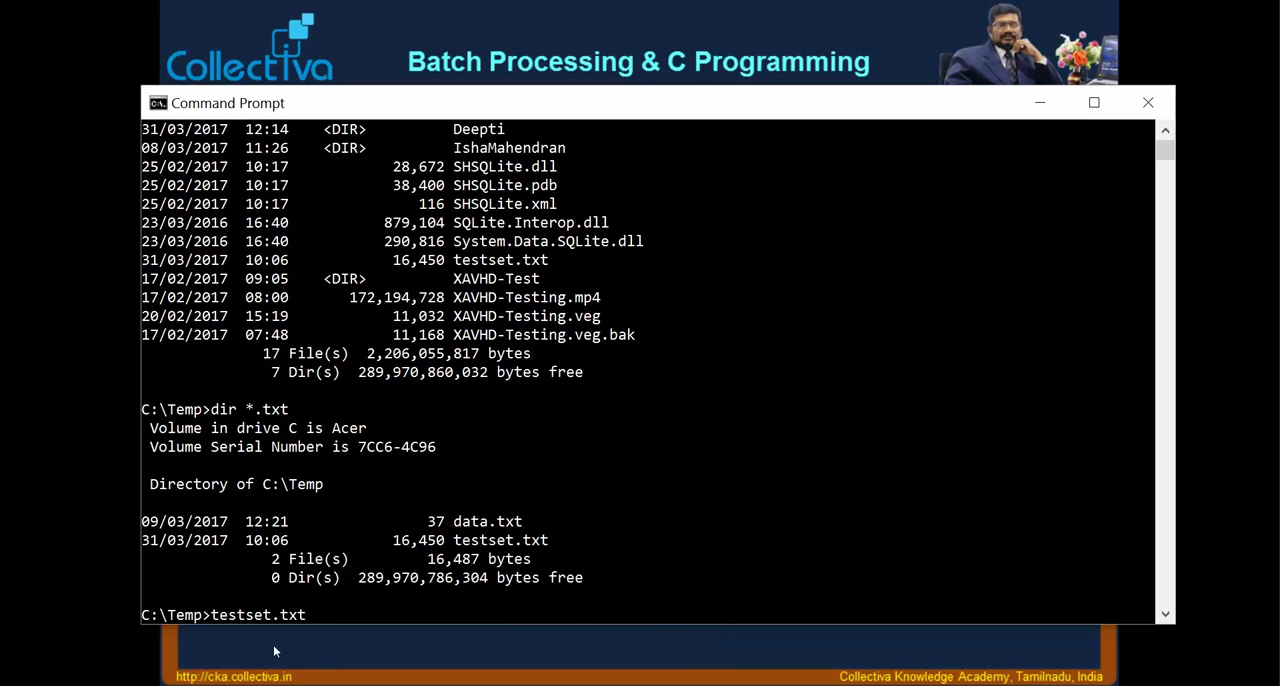 Collectiva
Batch Processing & C Programming
Command Prompt
31/03/2017  12:14    <DIR>          Deepti
08/03/2017  11:26    <DIR>          IshaMahendran
25/02/2017  10:17            28,672 SHSQLite.dll
25/02/2017  10:17            38,400 SHSQLite.pdb
25/02/2017  10:17               116 SHSQLite.xml
23/03/2016  16:40           879,104 SQLite.Interop.dll
23/03/2016  16:40           290,816 System.Data.SQLite.dll
31/03/2017  10:06            16,450 testset.txt
17/02/2017  09:05    <DIR>          XAVHD-Test
17/02/2017  08:00       172,194,728 XAVHD-Testing.mp4
20/02/2017  15:19            11,032 XAVHD-Testing.veg
17/02/2017  07:48            11,168 XAVHD-Testing.veg.bak
17 File(s)  2,206,055,817 bytes
7 Dir(s)  289,970,860,032 bytes free
C:\Temp>dir *.txt
Volume in drive C is Acer
Volume Serial Number is 7CC6-4C96
Directory of C:\Temp
09/03/2017  12:21                37 data.txt
31/03/2017  10:06            16,450 testset.txt
2 File(s)         16,487 bytes
0 Dir(s)  289,970,786,304 bytes free
C:\Temp>testset.txt
http://cka.collectiva.in
Collectiva Knowledge Academy, Tamilnadu, India